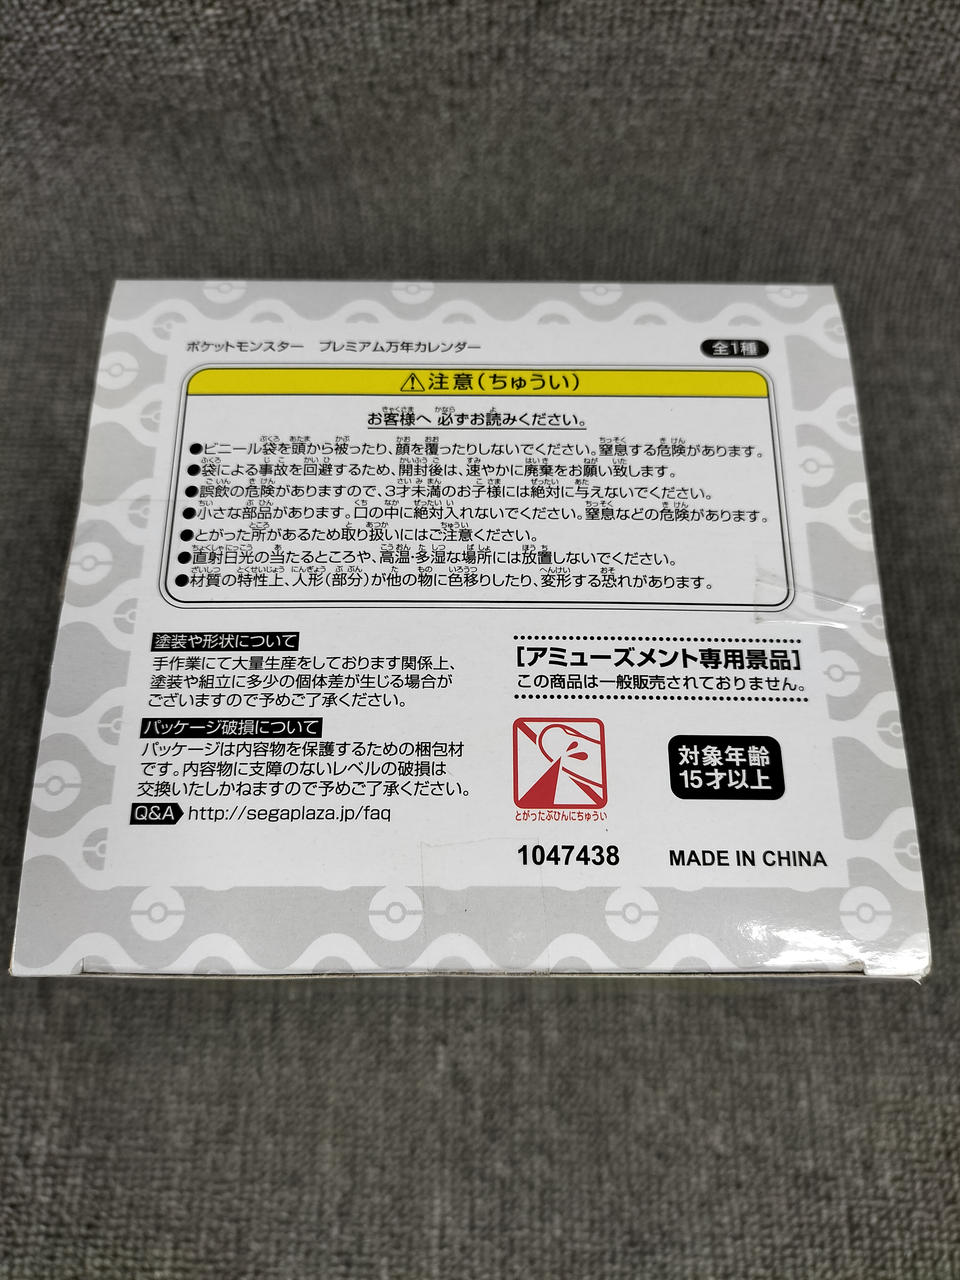 ポケットモンスター プレミアム万年カレンダー
全1種
⚠注意(ちゅうい)
お客様へ 必ずお読みください。
●ビニール袋を頭から被ったり、顔を覆ったりしないでください。窒息する危険があります。
●袋による事故を回避するため、開封後は、速やかに廃棄をお願い致します。
●誤飲の危険がありますので、3才未満のお子様には絶対に与えないでください。
●小さな部品があります。口の中に絶対入れないでください。窒息などの危険があります。
●とがった所があるため取り扱いにはご注意ください。
●直射日光の当たるところや、高温・多湿な場所には放置しないでください。
●材質の特性上、人形(部分)が他の物に色移りしたり、変形する恐れがあります。
塗装や形状について
手作業にて大量生産をしております関係上、
塗装や組立に多少の個体差が生じる場合が
ございますので予めご了承ください。
パッケージ破損について
パッケージは内容物を保護するための梱包材
です。内容物に支障のないレベルの破損は
交換いたしかねますので予めご了承ください。
Q&A http://segaplaza.jp/faq
[アミューズメント専用景品]
この商品は一般販売されておりません。
とがったぶひんにちゅうい
対象年齢
15才以上
1047438
MADE IN CHINA